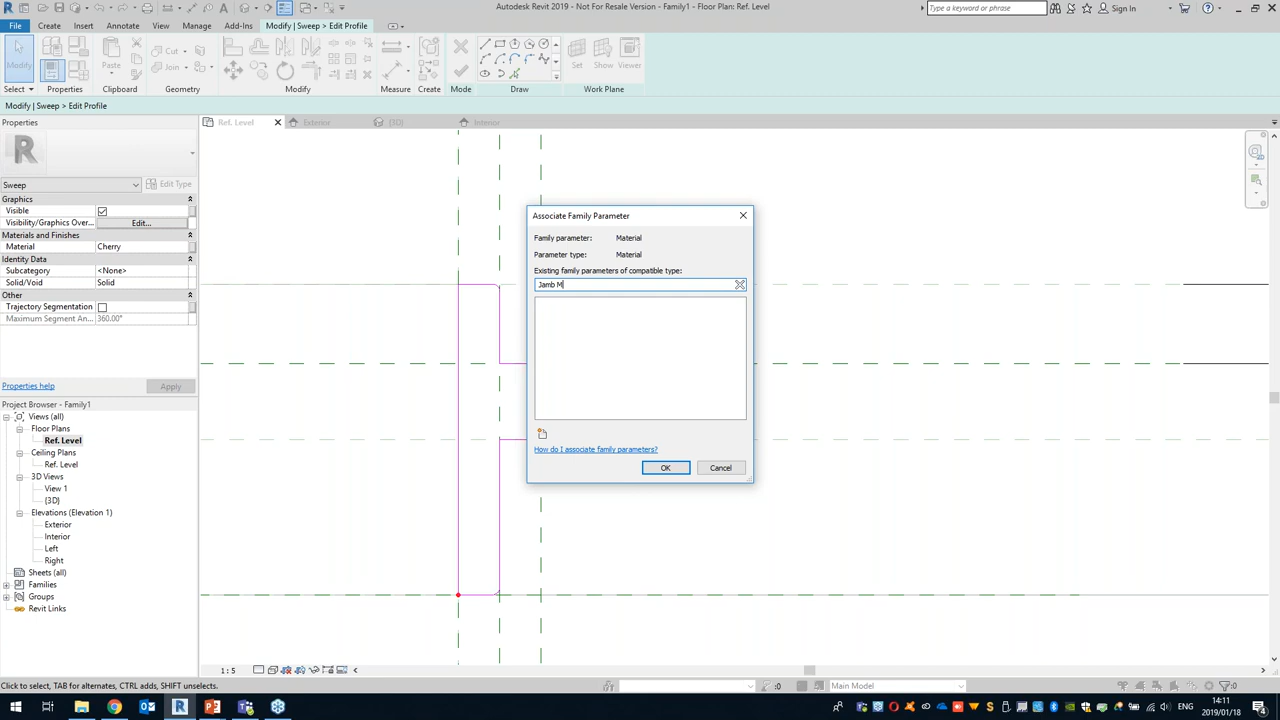 Autodesk Revit 2019 - Not For Resale Version - Family1 / Floor Plan: Ref. Level
Type a keyword or phrase
Sign In
File
Create
Insert
Annotate
View
Manage
Add-Ins
Modify | Sweep > Edit Profile
Modify
Cut
Join
Paste
Set
Show
Viewer
Select
Properties
Clipboard
Geometry
Modify
Measure
Create
Mode
Draw
Work Plane
Modify | Sweep > Edit Profile
Properties
Ref. Level
Exterior
{3D}
Interior
Sweep
Edit Type
Graphics
Visible
Visibility/Graphics Over...
Edit...
Materials and Finishes
Material
Cherry
Identity Data
Subcategory
<None>
Solid/Void
Solid
Other
Trajectory Segmentation
Maximum Segment An...
360.00°
Properties help
Apply
Project Browser - Family1
Views (all)
Floor Plans
Ref. Level
Ceiling Plans
Ref. Level
3D Views
View 1
{3D}
Elevations (Elevation 1)
Exterior
Interior
Left
Right
Sheets (all)
Families
Groups
Revit Links
Associate Family Parameter
Family parameter: Material
Parameter type: Material
Existing family parameters of compatible type:
Jamb M
How do I associate family parameters?
OK
Cancel
1 : 5
Click to select, TAB for alternates, CTRL adds, SHIFT unselects.
:0
Main Model
:0
14:11
2019/01/18